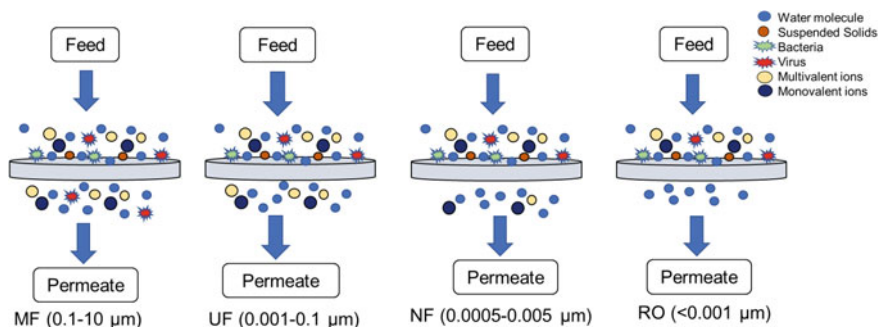 Feed
Feed
Feed
Feed
Water molecule
Suspended Solids
Bacteria
Virus
Multivalent ions
Monovalent ions
Permeate
Permeate
Permeate
Permeate
MF (0.1-10 µm)
UF (0.001-0.1 µm)
NF (0.0005-0.005 µm)
RO (<0.001 µm)